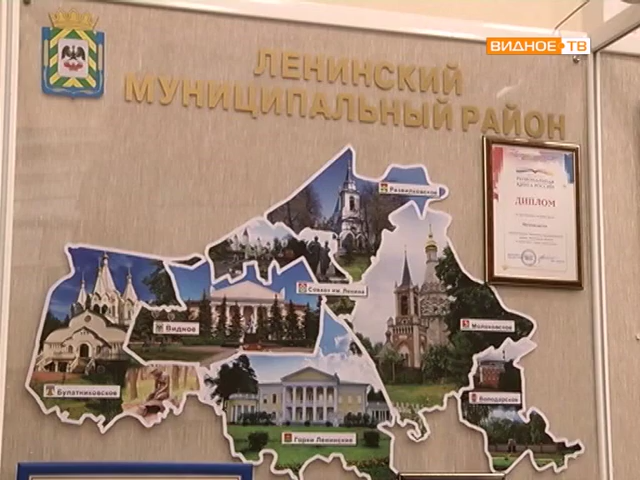 ВИДНОЕ ТВ
ЛЕНИНСКИЙ
МУНИЦИПАЛЬНЫЙ РАЙОН
Развилковское
ДИПЛОМ
Совхоз им. Ленина
Видное
Молоковское
Булатниковское
Володарское
Горки Ленинские